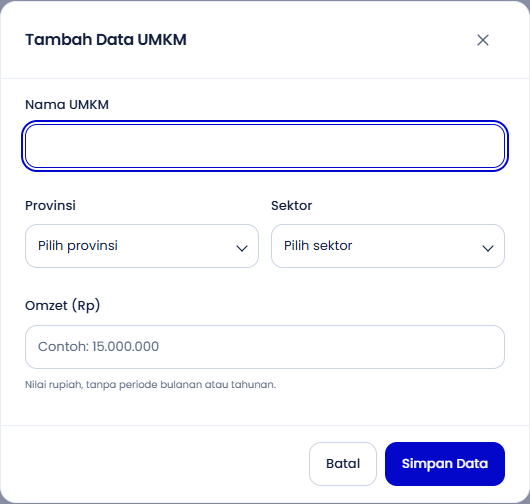 Tambah Data UMKM
Nama UMKM
Provinsi
Sektor
Pilih provinsi
Pilih sektor
Omzet (Rp)
Contoh: 15.000.000
Nilai rupiah, tanpa periode bulanan atau tahunan.
Batal
Simpan Data